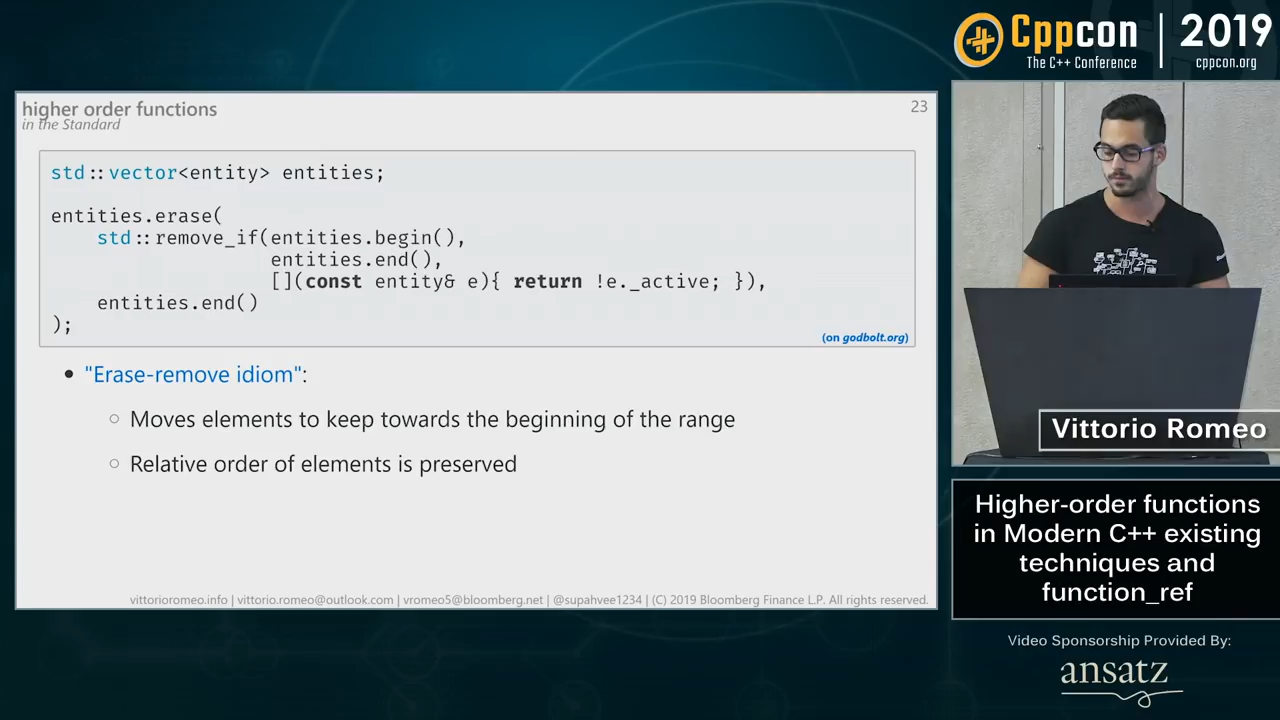 Cppcon | 2019
The C++ Conference
cppcon.org
higher order functions
in the Standard
23
std::vector<entity> entities;
entities.erase(
    std::remove_if(entities.begin(),
                   entities.end(),
                   [](const entity& e){ return !e._active; }),
    entities.end()
);
(on godbolt.org)
• "Erase-remove idiom":
○ Moves elements to keep towards the beginning of the range
○ Relative order of elements is preserved
vittorioromeo.info | vittorio.romeo@outlook.com | vromeo5@bloomberg.net | @supahvee1234 | (C) 2019 Bloomberg Finance L.P. All rights reserved.
Vittorio Romeo
Higher-order functions
in Modern C++ existing
techniques and
function_ref
Video Sponsorship Provided By:
ansatz